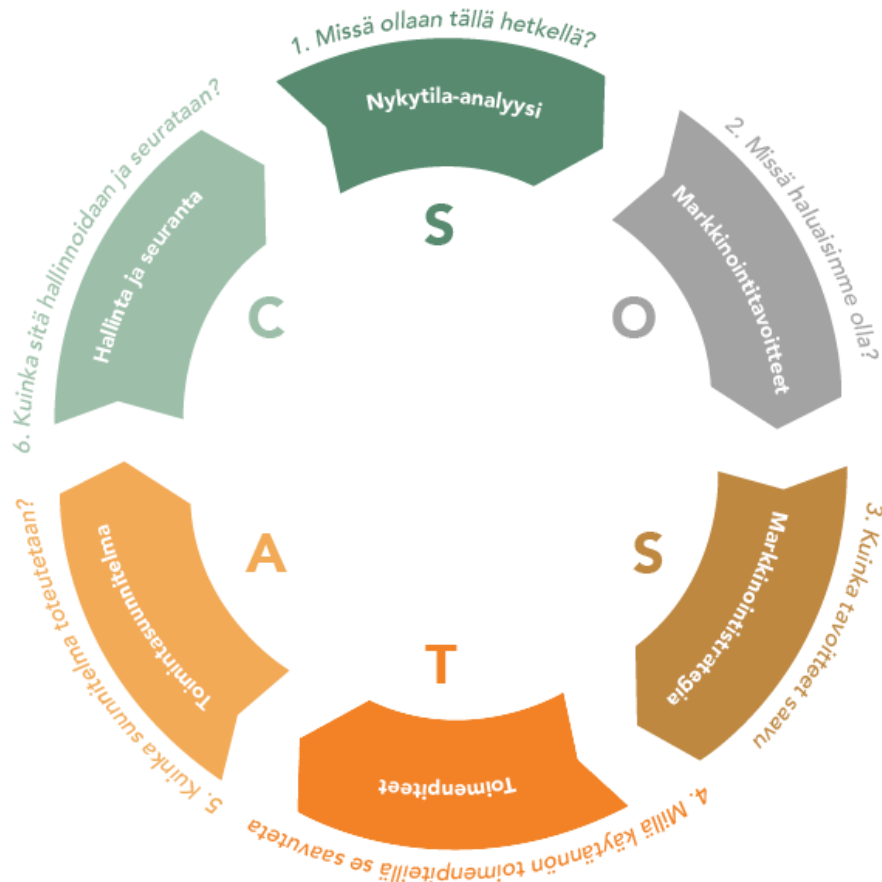 1. Missä ollaan tällä hetkellä?
Nykytila-analyysi
S
2. Missä haluaisimme olla?
Markkinointitavoitteet
O
3. Kuinka tavoitteet saavu
Markkinointistrategia
S
4. Millä käytännön toimenpiteillä se saavuteta
Toimenpiteet
T
5. Kuinka suunnitelma toteutetaan?
Toimintasuunnitelma
A
6. Kuinka sitä hallinnoidaan ja seurataan?
Hallinta ja seuranta
C